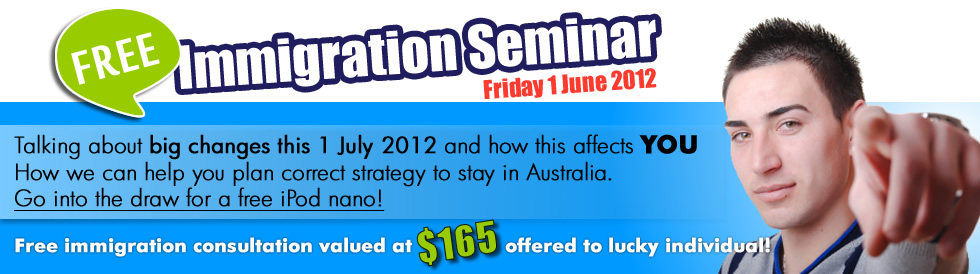 FREE
Immigration Seminar
Friday 1 June 2012
Talking about big changes this 1 July 2012 and how this affects YOU
How we can help you plan correct strategy to stay in Australia.
Go into the draw for a free iPod nano!
Free immigration consultation valued at $165 offered to lucky individual!